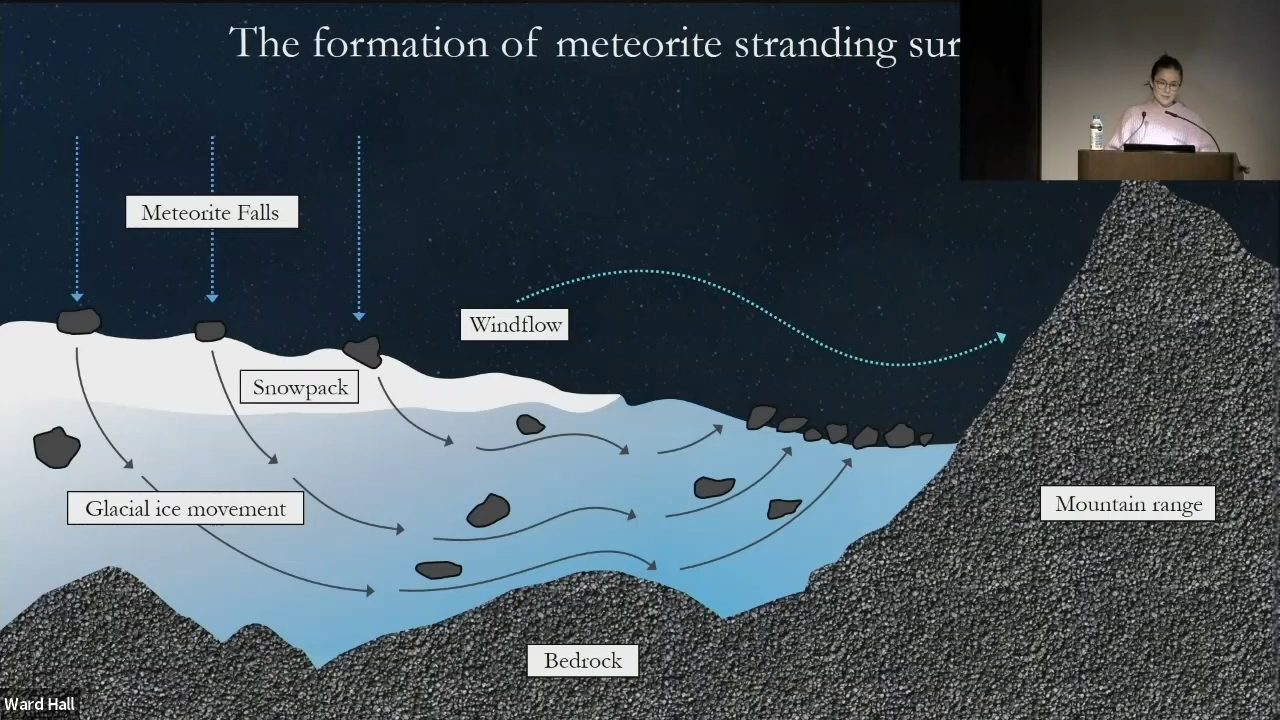 The formation of meteorite stranding sur
Meteorite Falls
Windflow
Snowpack
Glacial ice movement
Mountain range
Bedrock
Ward Hall